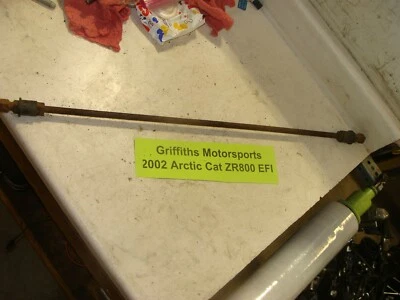 Griffiths Motorsports
2002 Arctic Cat ZR800 EFI